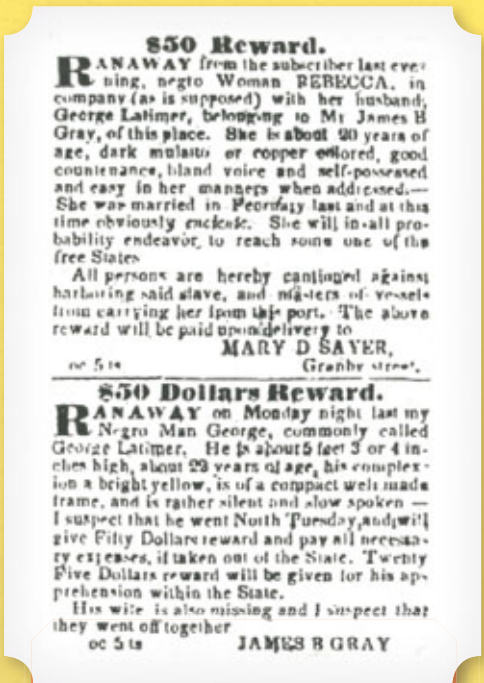 $50 Reward.
RANAWAY from the subscriber last eve-
ning, negro Woman REBECCA, in
company (as is supposed) with her husband,
George Latimer, belonging to Mr James B
Gray, of this place. She is about 20 years of
age, dark mulatto or copper colored, good
countenance, bland voice and self-possessed
and easy in her manners when addressed.—
She was married in February last and at this
time obviously enciente. She will in all pro-
bability endeavor to reach some one of the
free States
All persons are hereby cautioned against
harboring said slave, and masters of vessels
from carrying her from this port. The above
reward will be paid upon delivery to
MARY D SAYER,
oc 5 ts Granby street.
$50 Dollars Reward.
RANAWAY on Monday night last my
Negro Man George, commonly called
George Latimer. He is about 5 feet 3 or 4 in-
ches high, about 22 years of age, his complex-
ion a bright yellow, is of a compact well made
frame, and is rather silent and slow spoken —
I suspect that he went North Tuesday, and will
give Fifty Dollars reward and pay all necessa-
ry expenses, if taken out of the State. Twenty
Five Dollars reward will be given for his ap-
prehension within the State.
His wife is also missing and I suspect that
they went off together
oc 5 ts JAMES B GRAY